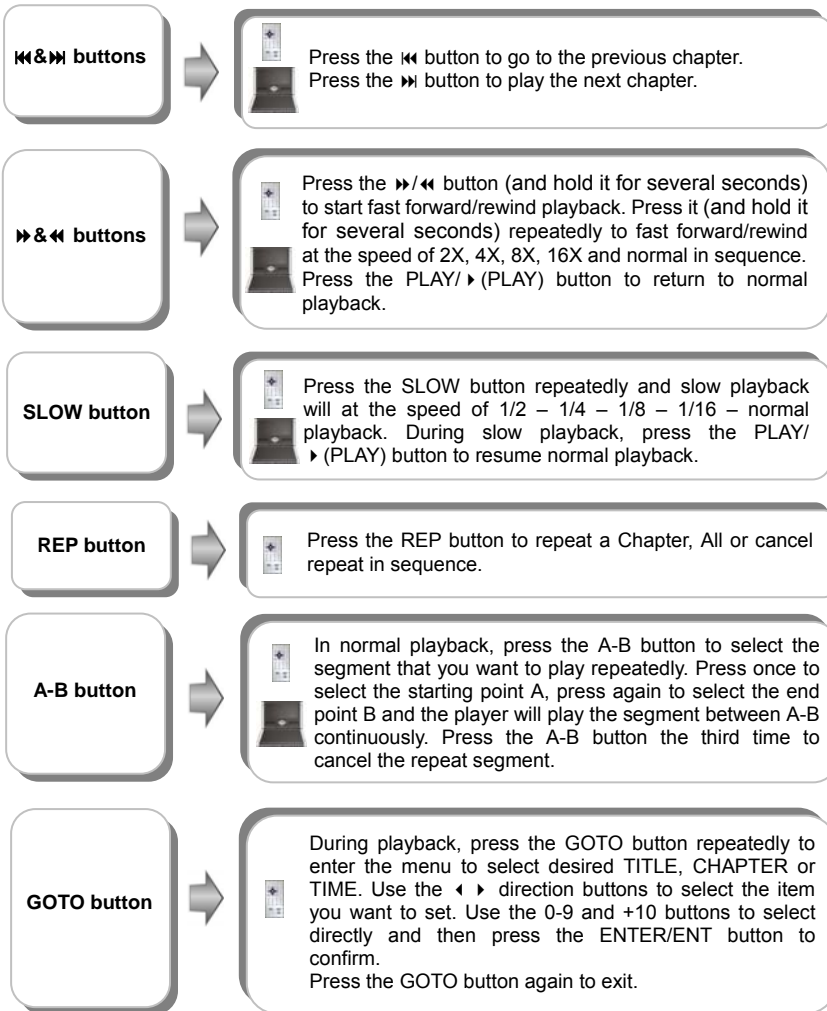 ⏮&⏭ buttons
Press the ⏮ button to go to the previous chapter.
Press the ⏭ button to play the next chapter.
⏩&⏪ buttons
Press the ⏩/⏪ button (and hold it for several seconds)
to start fast forward/rewind playback. Press it (and hold it
for several seconds) repeatedly to fast forward/rewind
at the speed of 2X, 4X, 8X, 16X and normal in sequence.
Press the PLAY/⏵(PLAY) button to return to normal
playback.
SLOW button
Press the SLOW button repeatedly and slow playback
will at the speed of 1/2 – 1/4 – 1/8 – 1/16 – normal
playback. During slow playback, press the PLAY/
⏵(PLAY) button to resume normal playback.
REP button
Press the REP button to repeat a Chapter, All or cancel
repeat in sequence.
A-B button
In normal playback, press the A-B button to select the
segment that you want to play repeatedly. Press once to
select the starting point A, press again to select the end
point B and the player will play the segment between A-B
continuously. Press the A-B button the third time to
cancel the repeat segment.
GOTO button
During playback, press the GOTO button repeatedly to
enter the menu to select desired TITLE, CHAPTER or
TIME. Use the ⏴ ⏵ direction buttons to select the item
you want to set. Use the 0-9 and +10 buttons to select
directly and then press the ENTER/ENT button to
confirm.
Press the GOTO button again to exit.